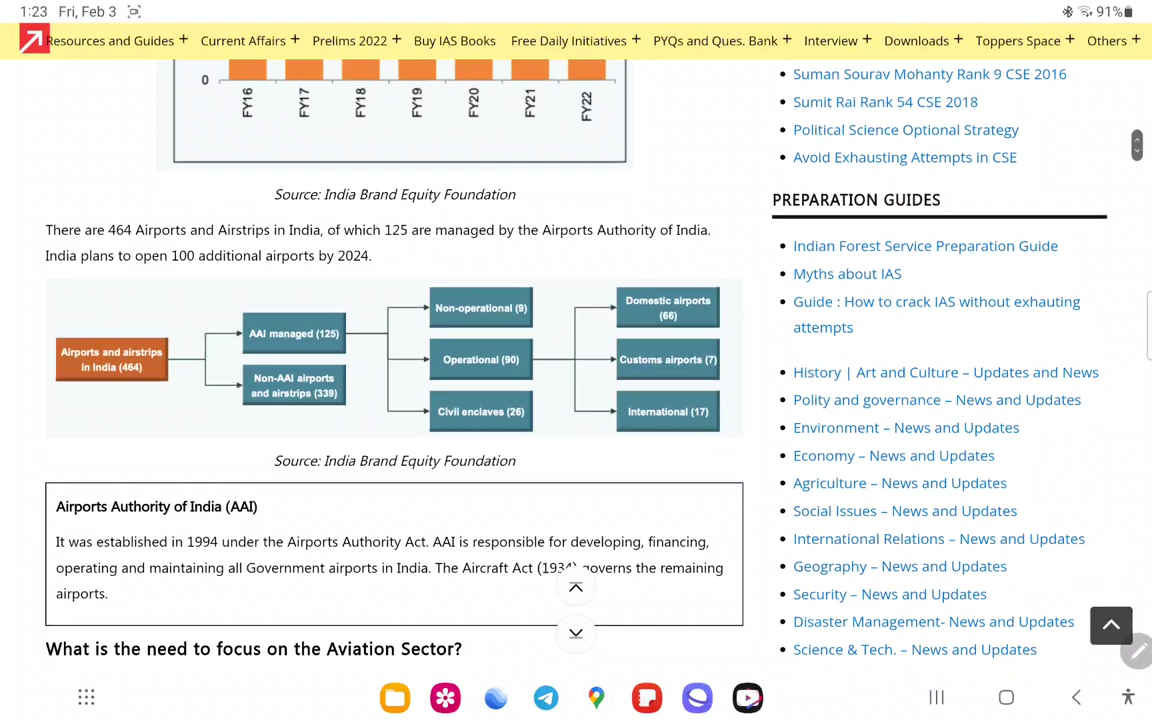 1:23 Fri, Feb 3
91%
Resources and Guides + Current Affairs + Prelims 2022 + Buy IAS Books Free Daily Initiatives + PYQs and Ques. Bank + Interview + Downloads + Toppers Space + Others +
0
FY16 FY17 FY18 FY19 FY20 FY21 FY22
Source: India Brand Equity Foundation
There are 464 Airports and Airstrips in India, of which 125 are managed by the Airports Authority of India.
India plans to open 100 additional airports by 2024.
Airports and airstrips
in India (464)
AAI managed (125)
Non-AAI airports
and airstrips (339)
Non-operational (9)
Operational (90)
Civil enclaves (26)
Domestic airports
(66)
Customs airports (7)
International (17)
Source: India Brand Equity Foundation
Airports Authority of India (AAI)
It was established in 1994 under the Airports Authority Act. AAI is responsible for developing, financing,
operating and maintaining all Government airports in India. The Aircraft Act (1934) governs the remaining
airports.
What is the need to focus on the Aviation Sector?
Suman Sourav Mohanty Rank 9 CSE 2016
Sumit Rai Rank 54 CSE 2018
Political Science Optional Strategy
Avoid Exhausting Attempts in CSE
PREPARATION GUIDES
Indian Forest Service Preparation Guide
Myths about IAS
Guide : How to crack IAS without exhauting
attempts
History | Art and Culture – Updates and News
Polity and governance – News and Updates
Environment – News and Updates
Economy – News and Updates
Agriculture – News and Updates
Social Issues – News and Updates
International Relations – News and Updates
Geography – News and Updates
Security – News and Updates
Disaster Management- News and Updates
Science & Tech. – News and Updates